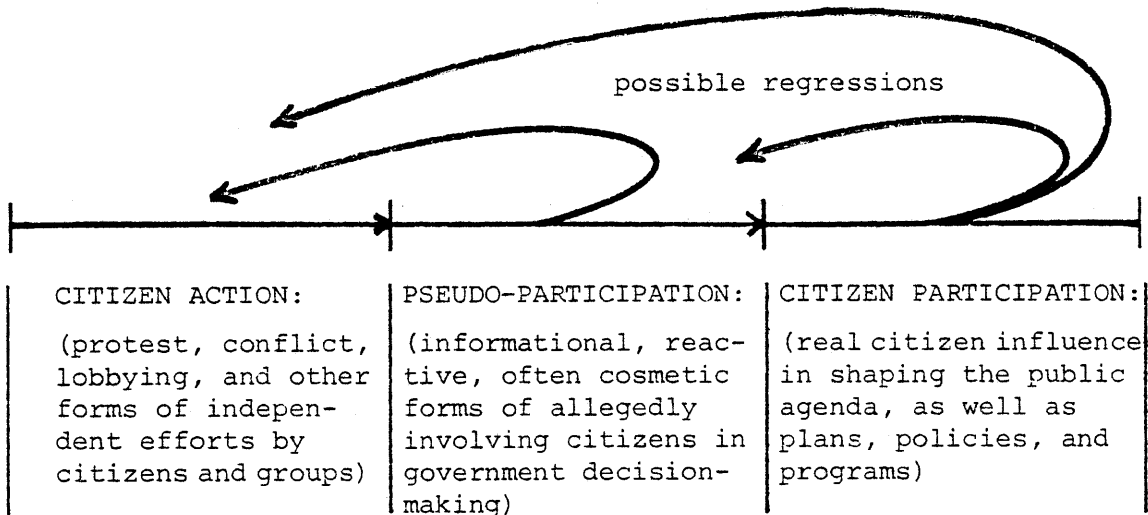 possible regressions
CITIZEN ACTION:
(protest, conflict,
lobbying, and other
forms of indepen-
dent efforts by
citizens and groups)
PSEUDO-PARTICIPATION:
(informational, reac-
tive, often cosmetic
forms of allegedly
involving citizens in
government decision-
making)
CITIZEN PARTICIPATION:
(real citizen influence
in shaping the public
agenda, as well as
plans, policies, and
programs)